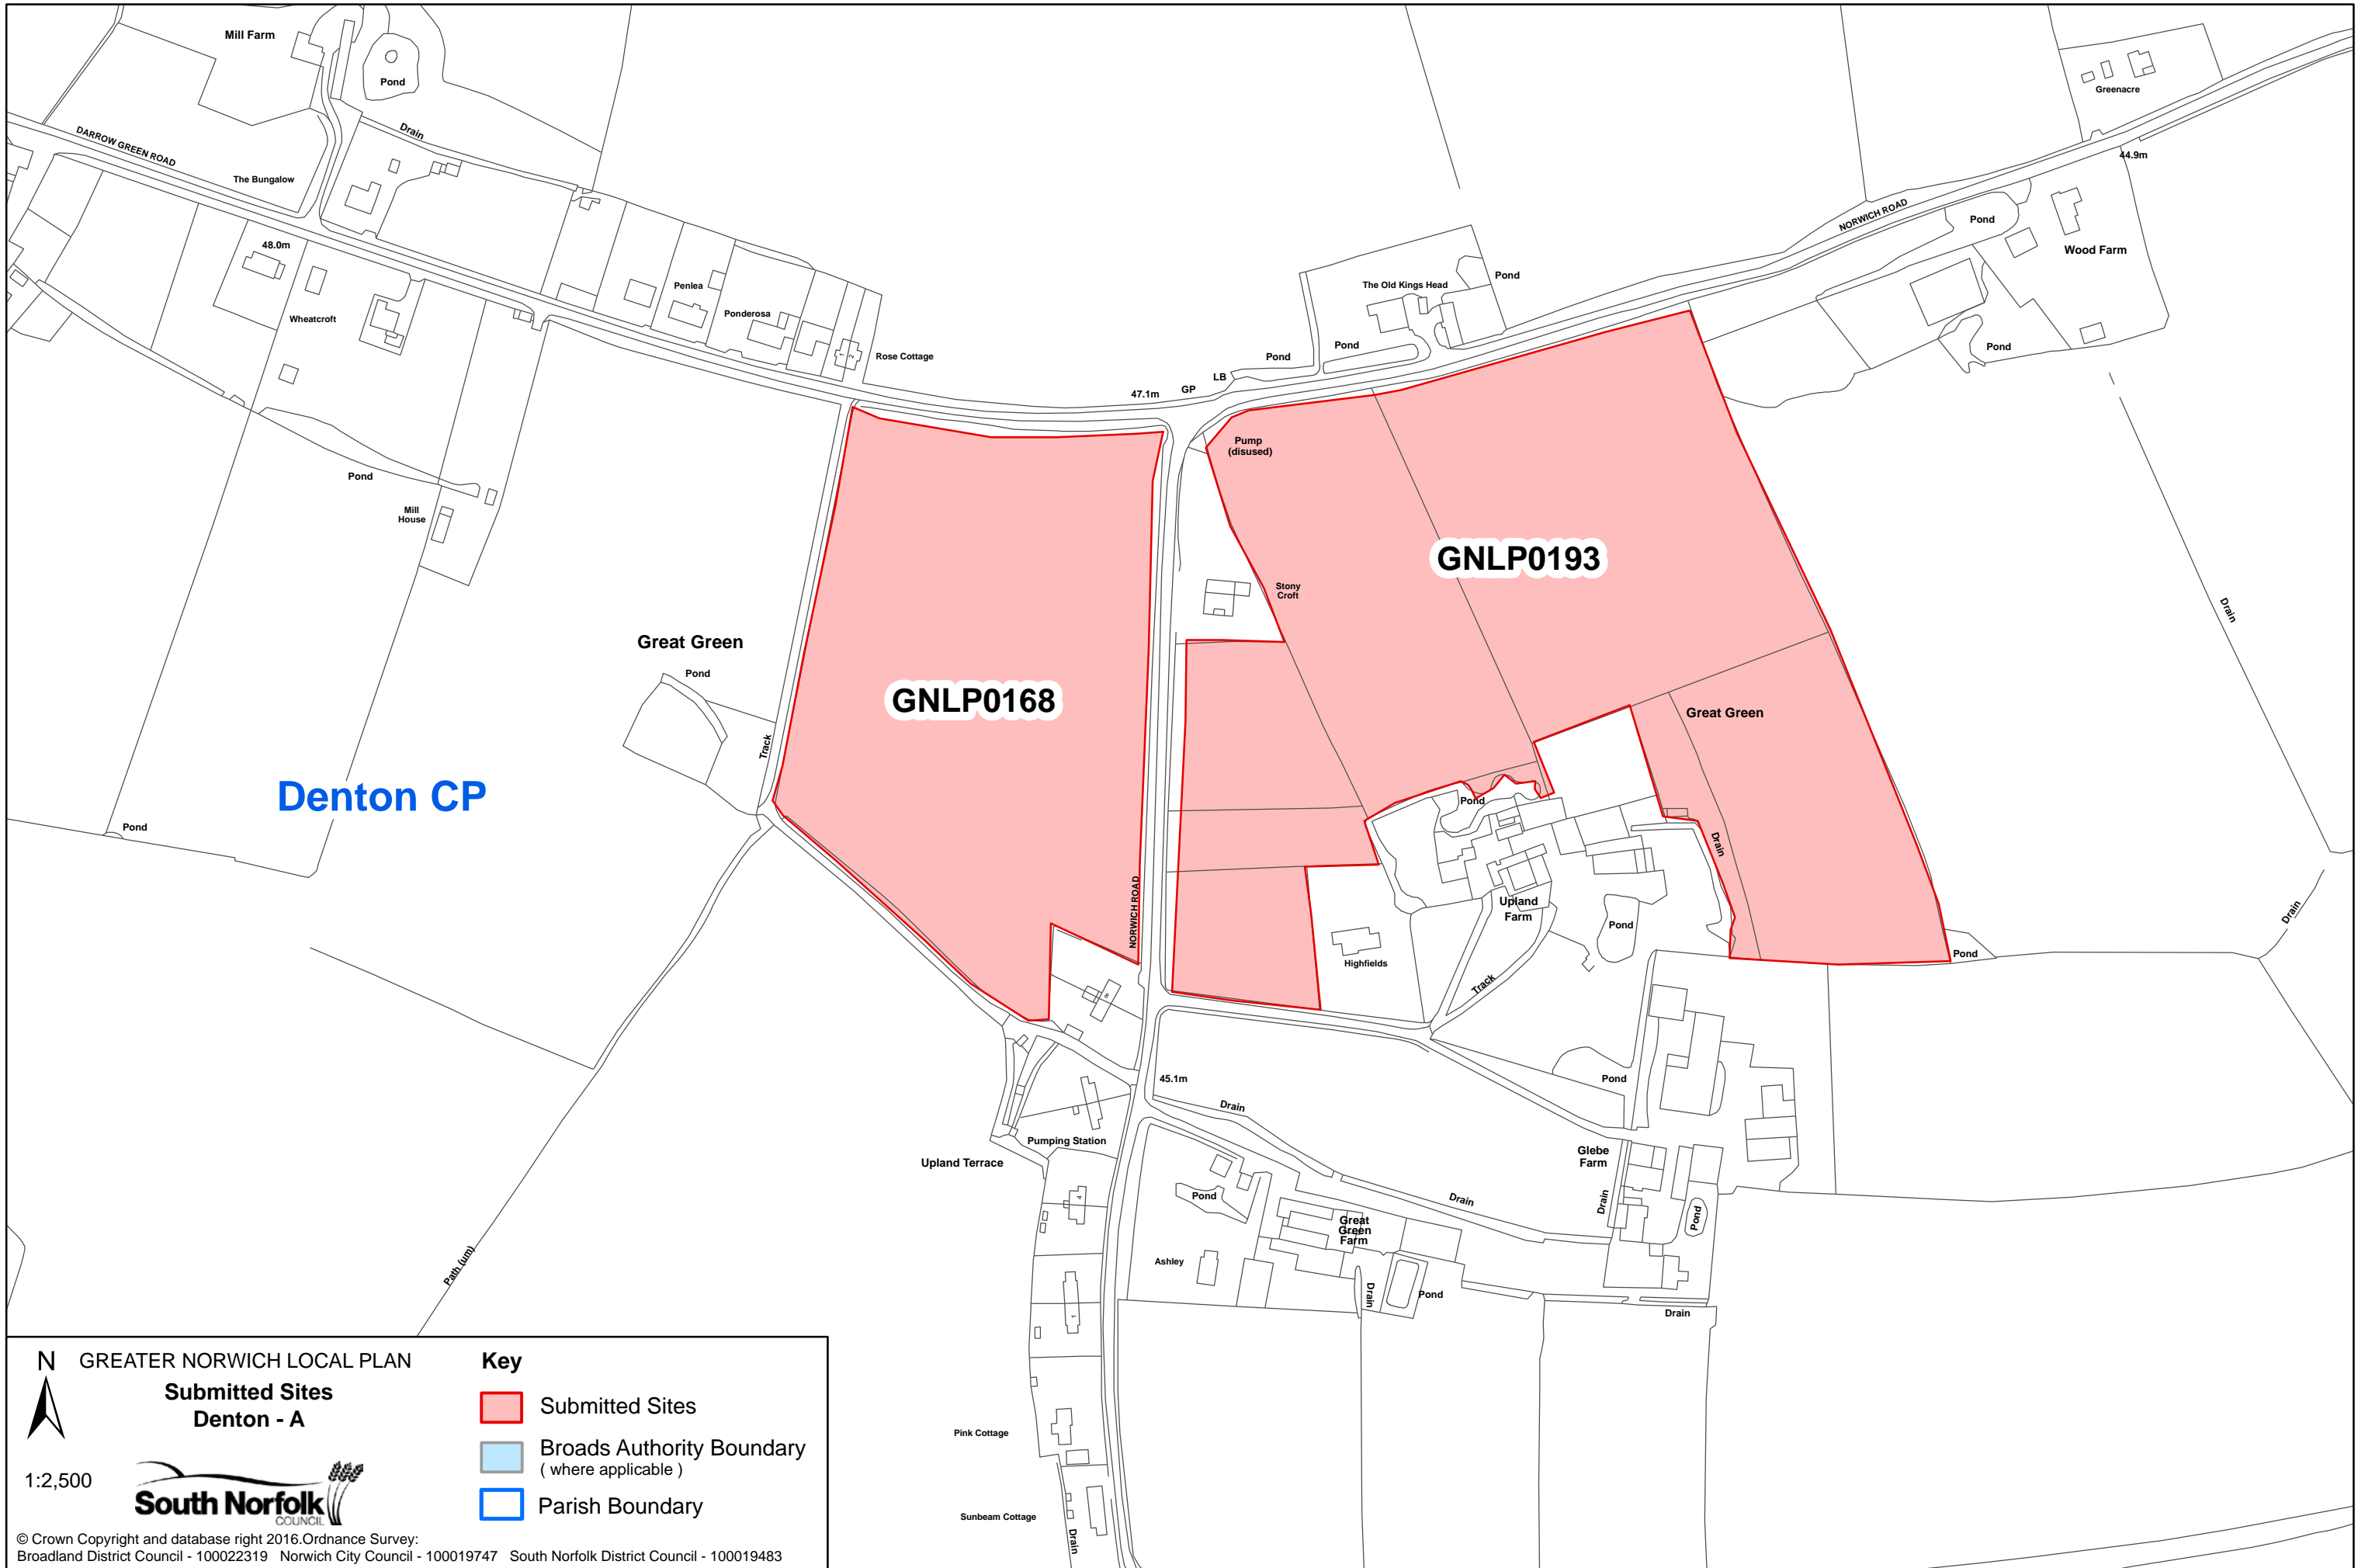 Mill Farm
Pond
Drain
DARROW GREEN ROAD
The Bungalow
48.0m
Wheatcroft
Penlea
Ponderosa
1
2
Rose Cottage
Pond
Mill
House
Greenacre
44.9m
NORWICH ROAD
Pond
Wood Farm
Pond
The Old Kings Head
Pond
Pond
Pond
LB
GP
47.1m
Pump
(disused)
Stony
Croft
GNLP0193
Great Green
Drain
Great Green
Pond
Track
GNLP0168
Denton CP
Pond
NORWICH ROAD
Pond
Upland
Farm
Pond
Drain
Pond
Drain
Highfields
Track
8
45.1m
Drain
Pond
Pumping Station
Upland Terrace
Glebe
Farm
Drain
Drain
Pond
Pond
4
Great
Green
Farm
Ashley
Drain
Pond
Drain
1
Path (um)
Pink Cottage
Sunbeam Cottage
Drain
N
GREATER NORWICH LOCAL PLAN
Submitted Sites
Denton - A
1:2,500
South Norfolk
COUNCIL
Key
Submitted Sites
Broads Authority Boundary
( where applicable )
Parish Boundary
© Crown Copyright and database right 2016.Ordnance Survey:
Broadland District Council - 100022319 Norwich City Council - 100019747 South Norfolk District Council - 100019483